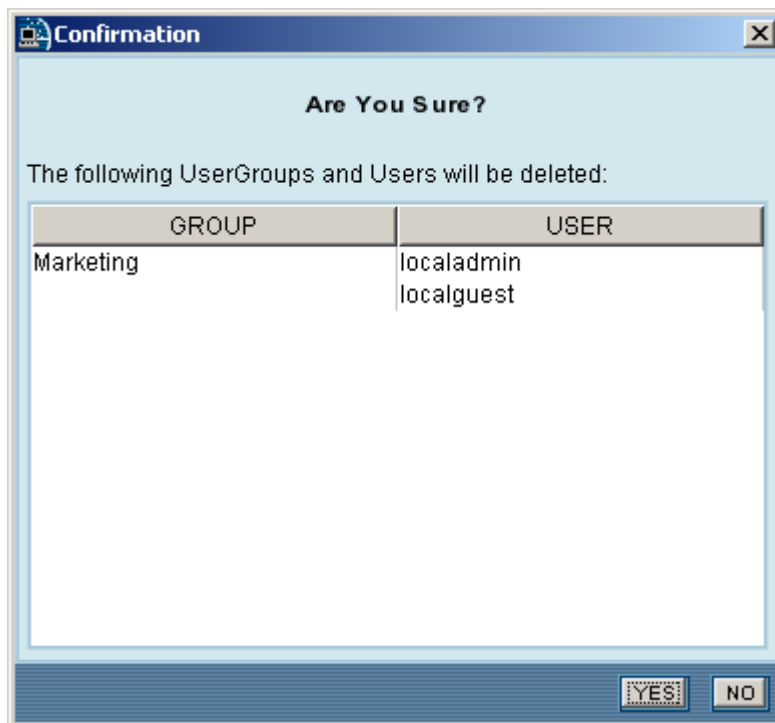 Confirmation
Are You Sure?
The following UserGroups and Users will be deleted:
GROUP USER
Marketing localadmin
localguest
YES NO